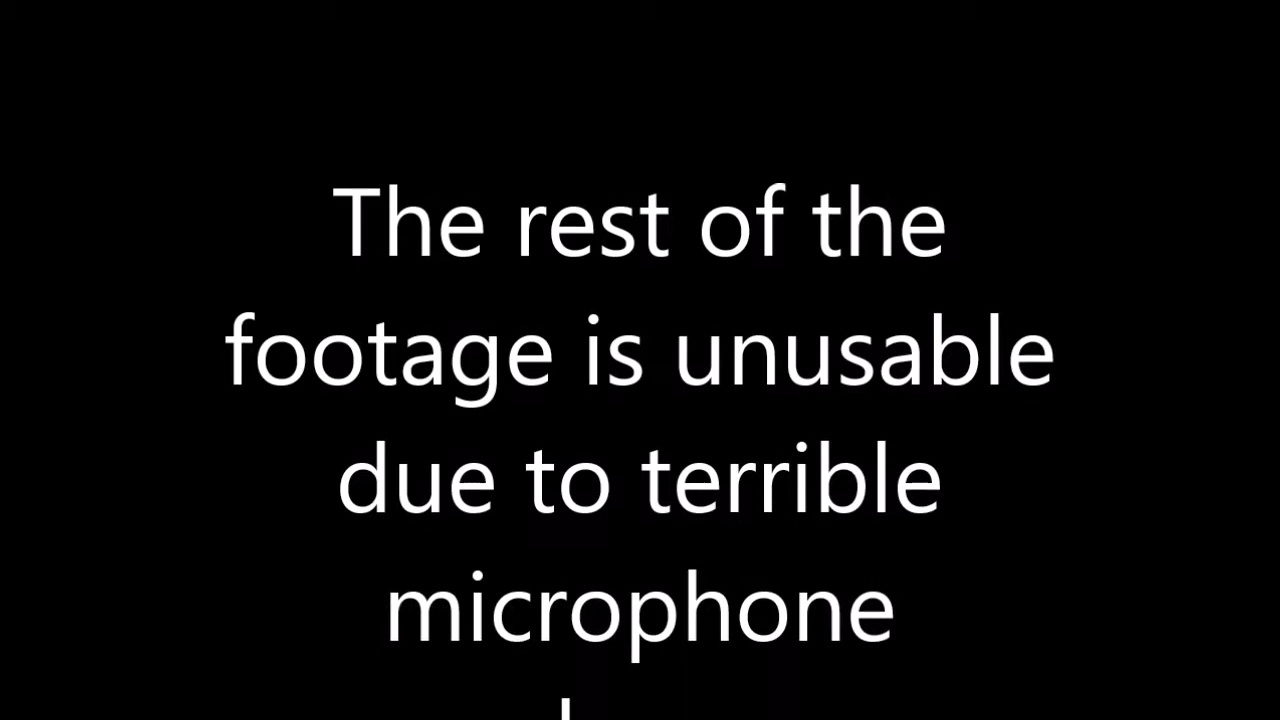 The rest of the
footage is unusable
due to terrible
microphone